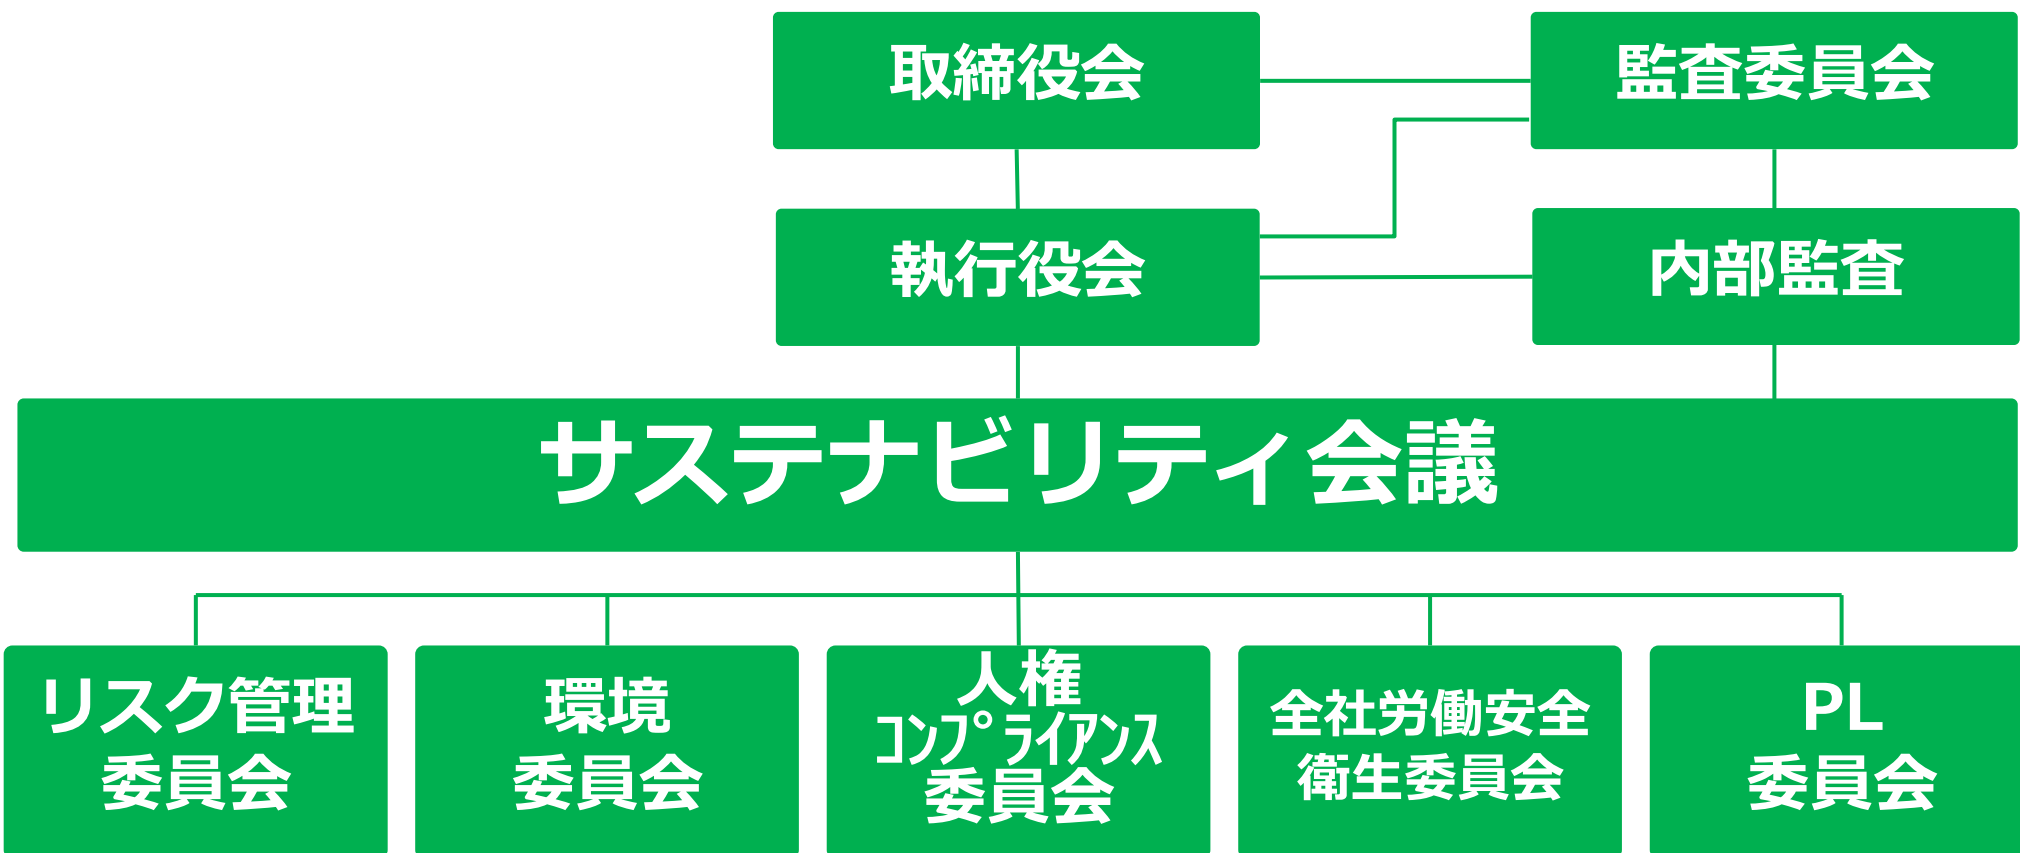 取締役会
監査委員会
執行役会
内部監査
サステナビリティ会議
リスク管理
委員会
環境
委員会
人権
ｺﾝﾌﾟﾗｲｱﾝｽ
委員会
全社労働安全
衛生委員会
PL
委員会